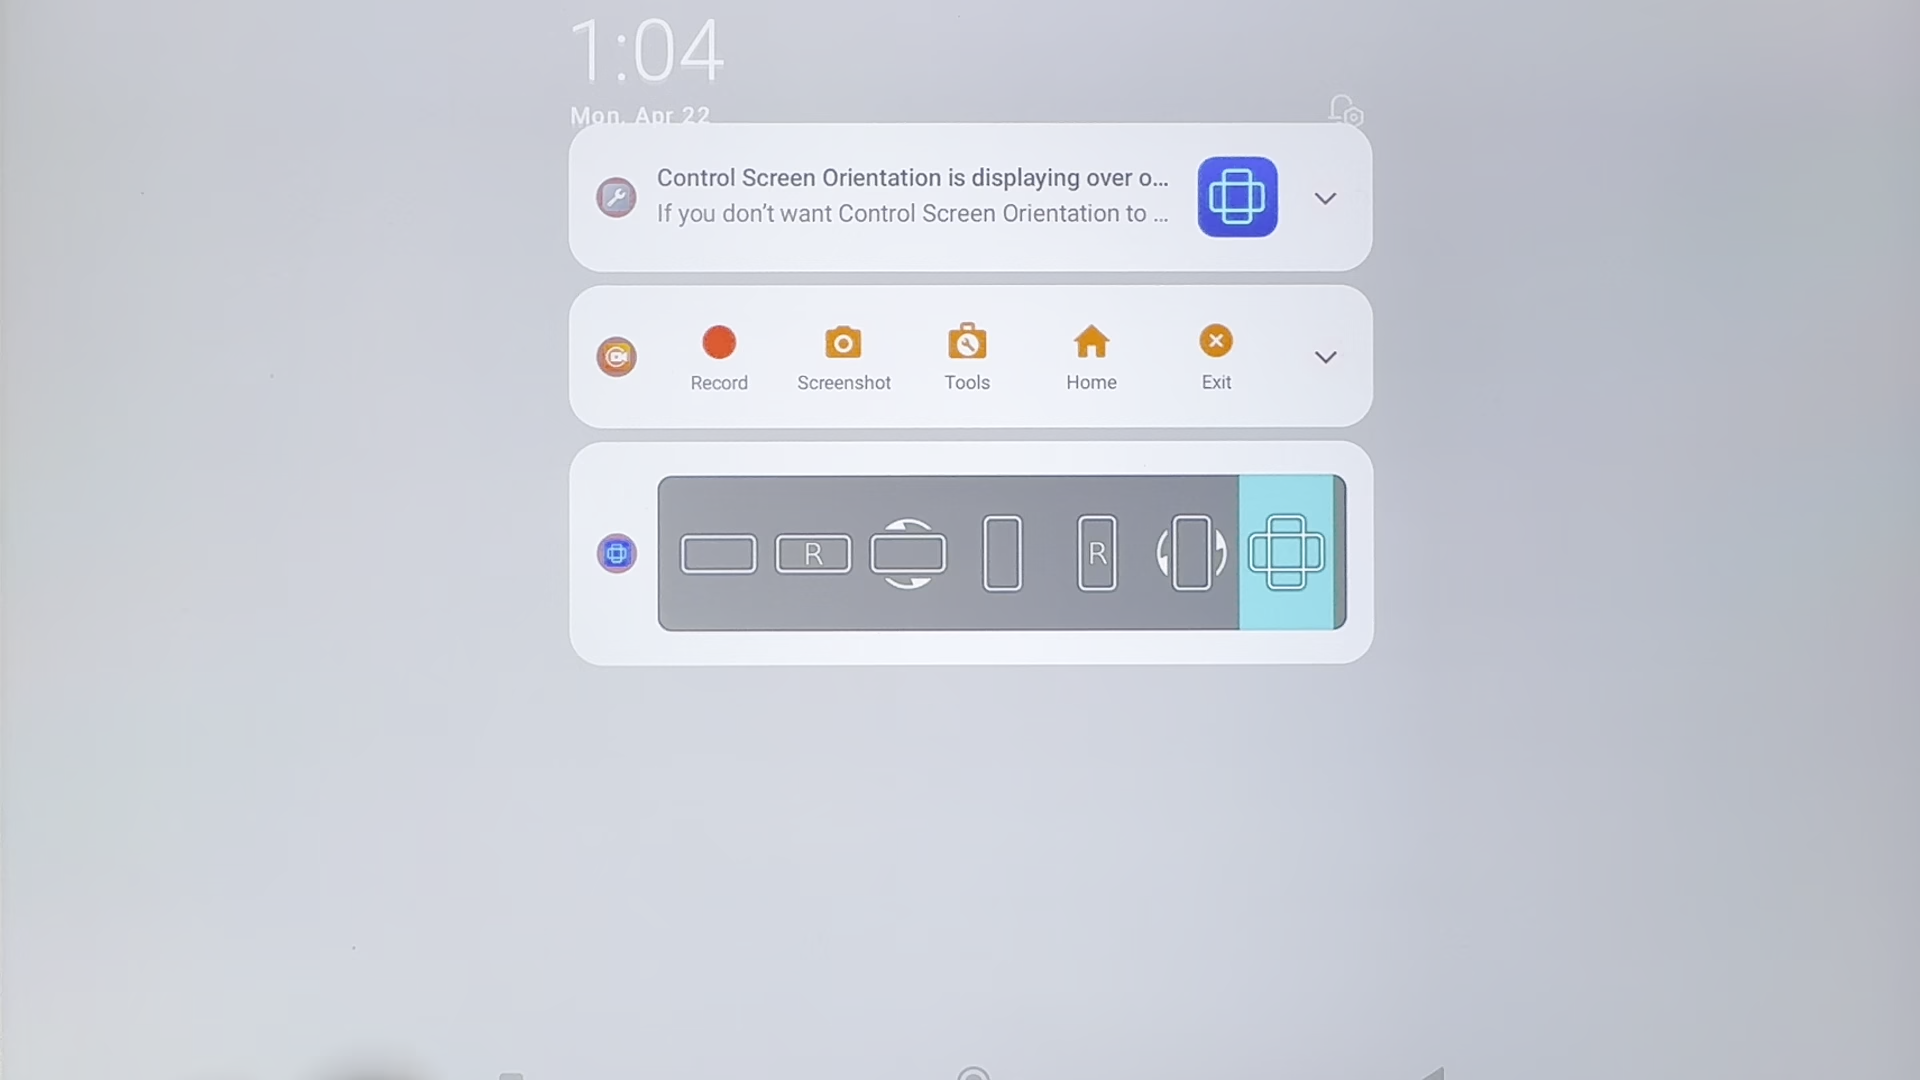 1:04
Mon, Apr 22
Control Screen Orientation is displaying over o...
If you don't want Control Screen Orientation to ...
Record
Screenshot
Tools
Home
Exit
R
R